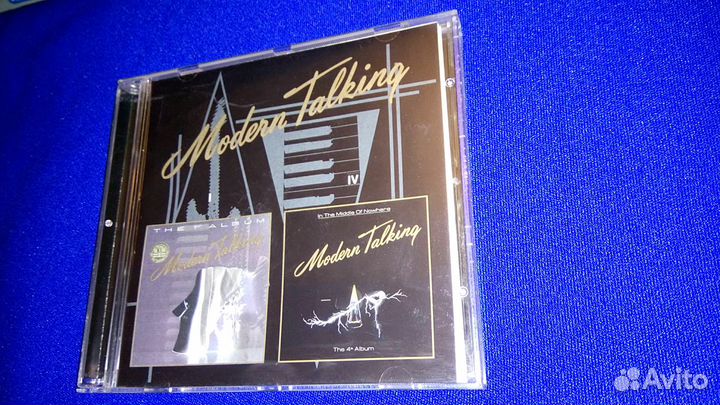 Modern Talking
I
IV
THE 1st ALBUM
Modern Talking
In The Middle Of Nowhere
Modern Talking
The 4th Album
Avito